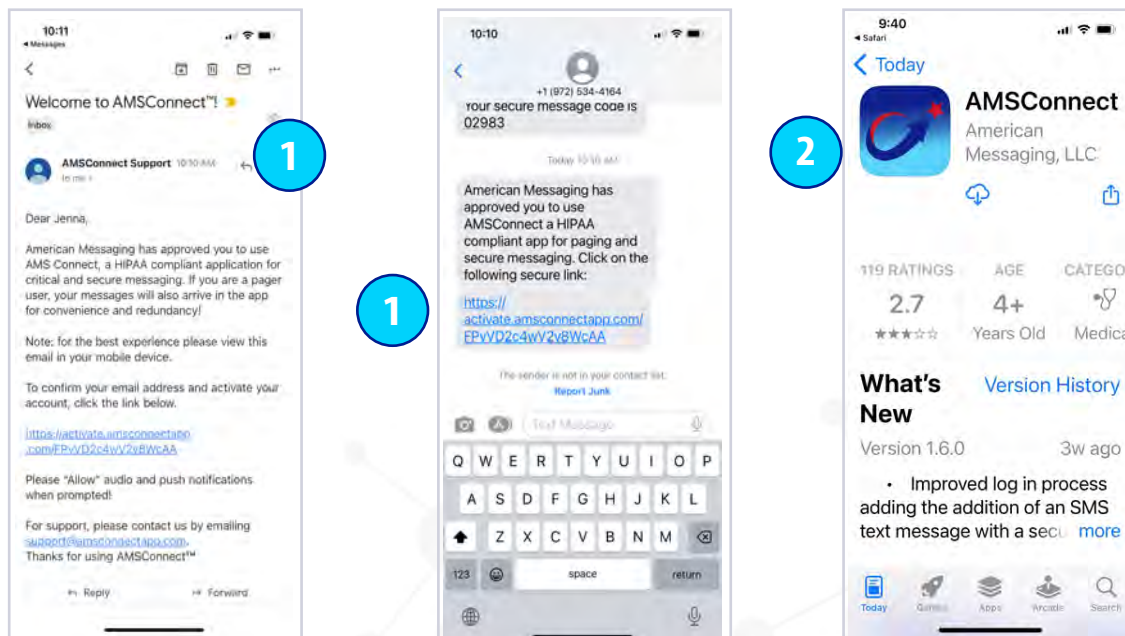 10:11
Messages
Welcome to AMSConnect™!
Inbox
AMSConnect Support 10:10 AM
to me
1
Dear Jenna,
American Messaging has approved you to use
AMS Connect, a HIPAA compliant application for
critical and secure messaging. If you are a pager
user, your messages will also arrive in the app
for convenience and redundancy!
Note: for the best experience please view this
email in your mobile device.
To confirm your email address and activate your
account, click the link below.
https://activate.amsconnectapp
.com/FPvVD2c4wV2vBWcAA
Please "Allow" audio and push notifications
when prompted!
For support, please contact us by emailing
support@amsconnectapp.com.
Thanks for using AMSConnect™
Reply Forward
10:10
+1 (972) 534-4164
Your secure message code is
02983
Today 10:10 AM
American Messaging has
approved you to use
AMSConnect a HIPAA
compliant app for paging and
secure messaging. Click on the
following secure link:
1
https://
activate.amsconnectapp.com/
FPvVD2c4wV2vBWcAA
The sender is not in your contact list.
Report Junk
Text Message
Q W E R T Y U I O P
A S D F G H J K L
Z X C V B N M
123 space return
9:40
Safari
Today
2
AMSConnect
American
Messaging, LLC
119 RATINGS AGE CATEGO
2.7 4+
Years Old Medica
What's Version History
New
Version 1.6.0 3w ago
• Improved log in process
adding the addition of an SMS
text message with a secu more
Today Games Apps Arcade Search